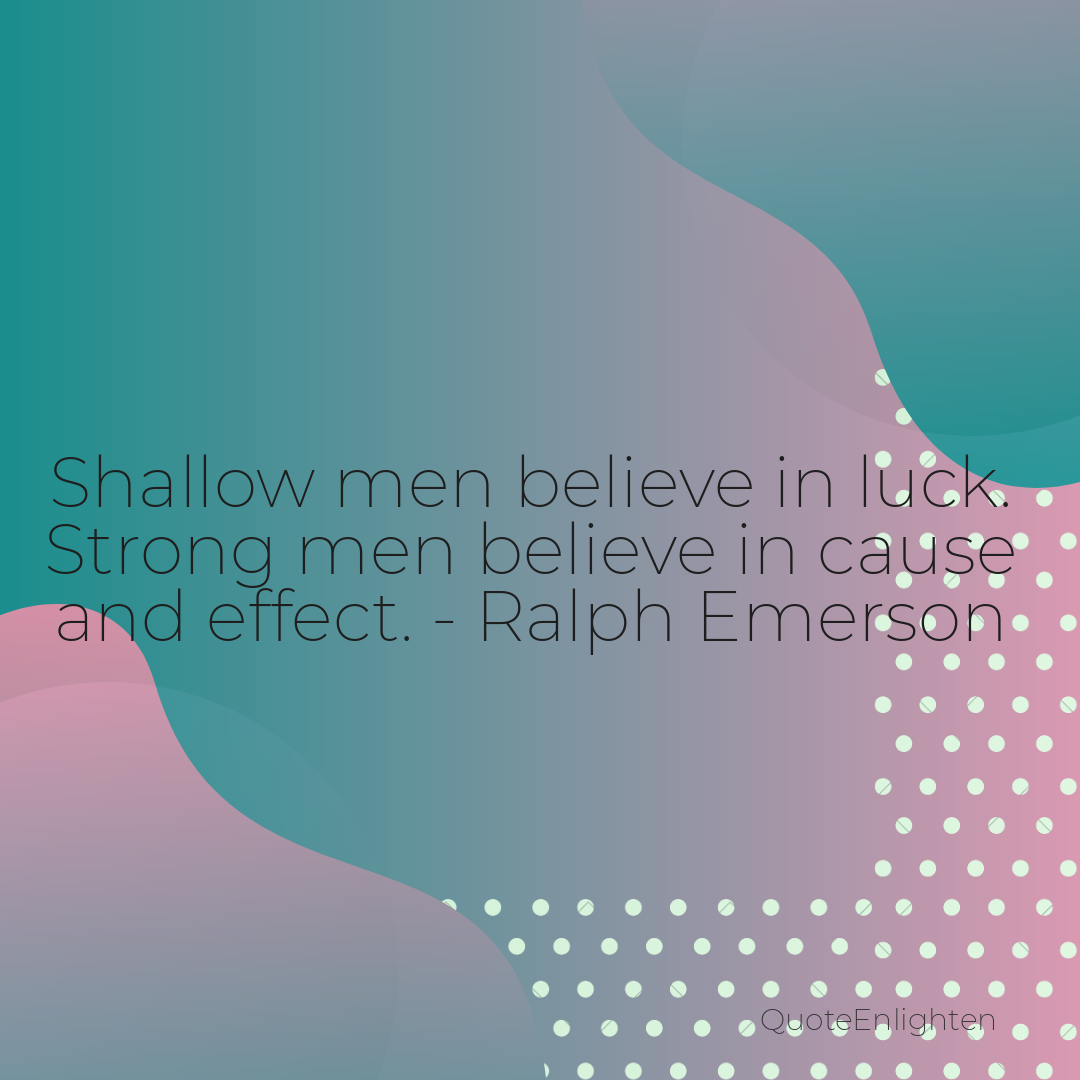 Shallow men believe in luck.
Strong men believe in cause
and effect. - Ralph Emerson
QuoteEnlighten